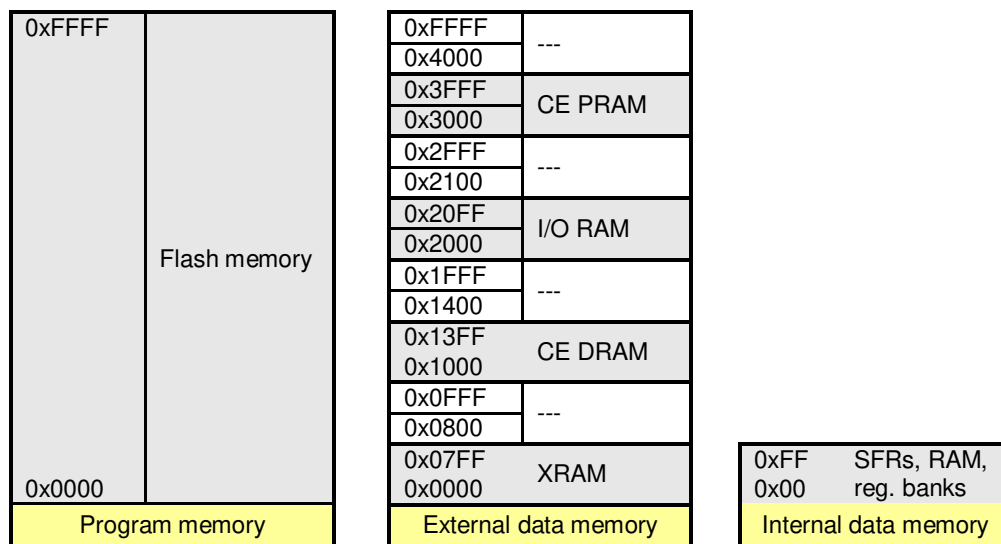 0xFFFF
Flash memory
0x0000
Program memory
0xFFFF
---
0x4000
0x3FFF
CE PRAM
0x3000
0x2FFF
---
0x2100
0x20FF
I/O RAM
0x2000
0x1FFF
---
0x1400
0x13FF
CE DRAM
0x1000
0x0FFF
---
0x0800
0x07FF
XRAM
0x0000
External data memory
0xFF SFRs, RAM,
0x00 reg. banks
Internal data memory